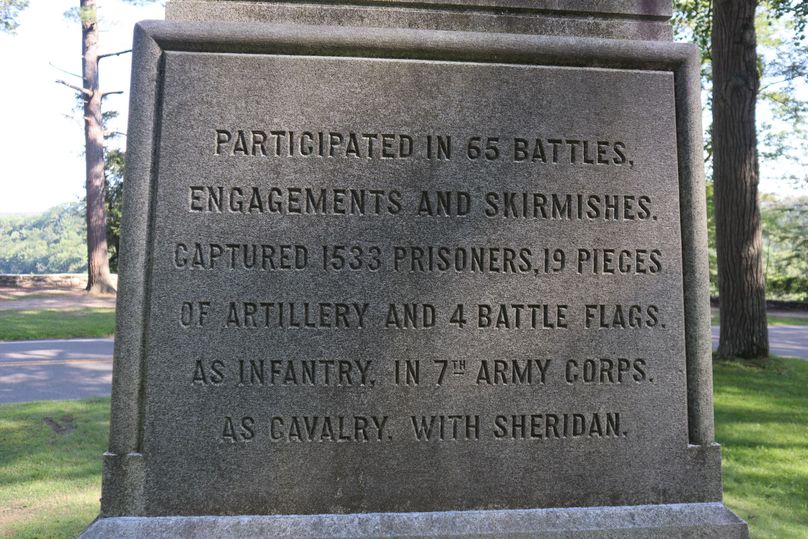 PARTICIPATED IN 65 BATTLES,
ENGAGEMENTS AND SKIRMISHES.
CAPTURED 1533 PRISONERS, 19 PIECES
OF ARTILLERY AND 4 BATTLE FLAGS.
AS INFANTRY, IN 7TH ARMY CORPS.
AS CAVALRY, WITH SHERIDAN.